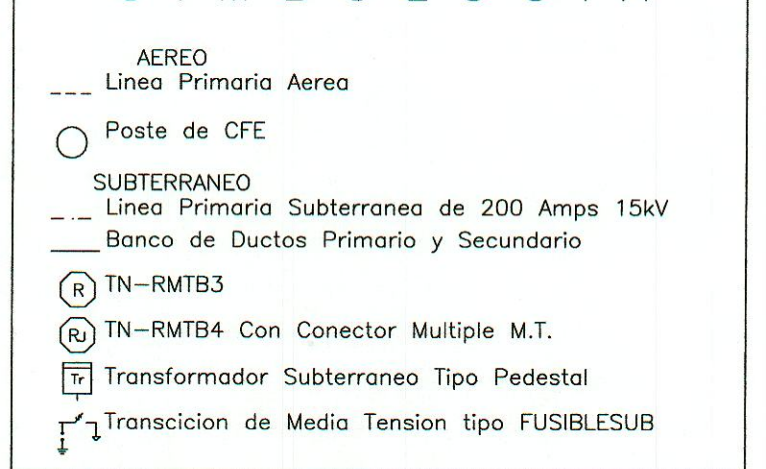 AEREO
Linea Primaria Aerea
Poste de CFE
SUBTERRANEO
Linea Primaria Subterranea de 200 Amps 15kV
Banco de Ductos Primario y Secundario
R TN-RMTB3
RJ TN-RMTB4 Con Conector Multiple M.T.
Tr Transformador Subterraneo Tipo Pedestal
Transcicion de Media Tension tipo FUSIBLESUB